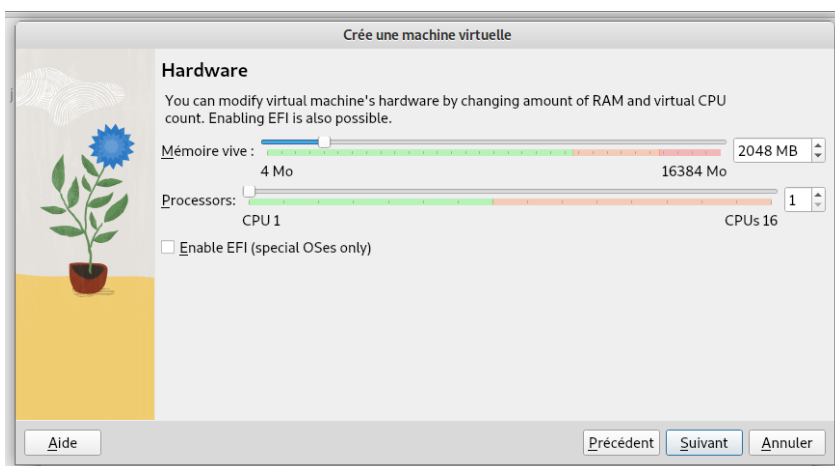 Crée une machine virtuelle
Hardware
You can modify virtual machine's hardware by changing amount of RAM and virtual CPU
count. Enabling EFI is also possible.
Mémoire vive : 2048 MB
4 Mo 16384 Mo
Processors: 1
CPU 1 CPUs 16
Enable EFI (special OSes only)
Aide Précédent Suivant Annuler